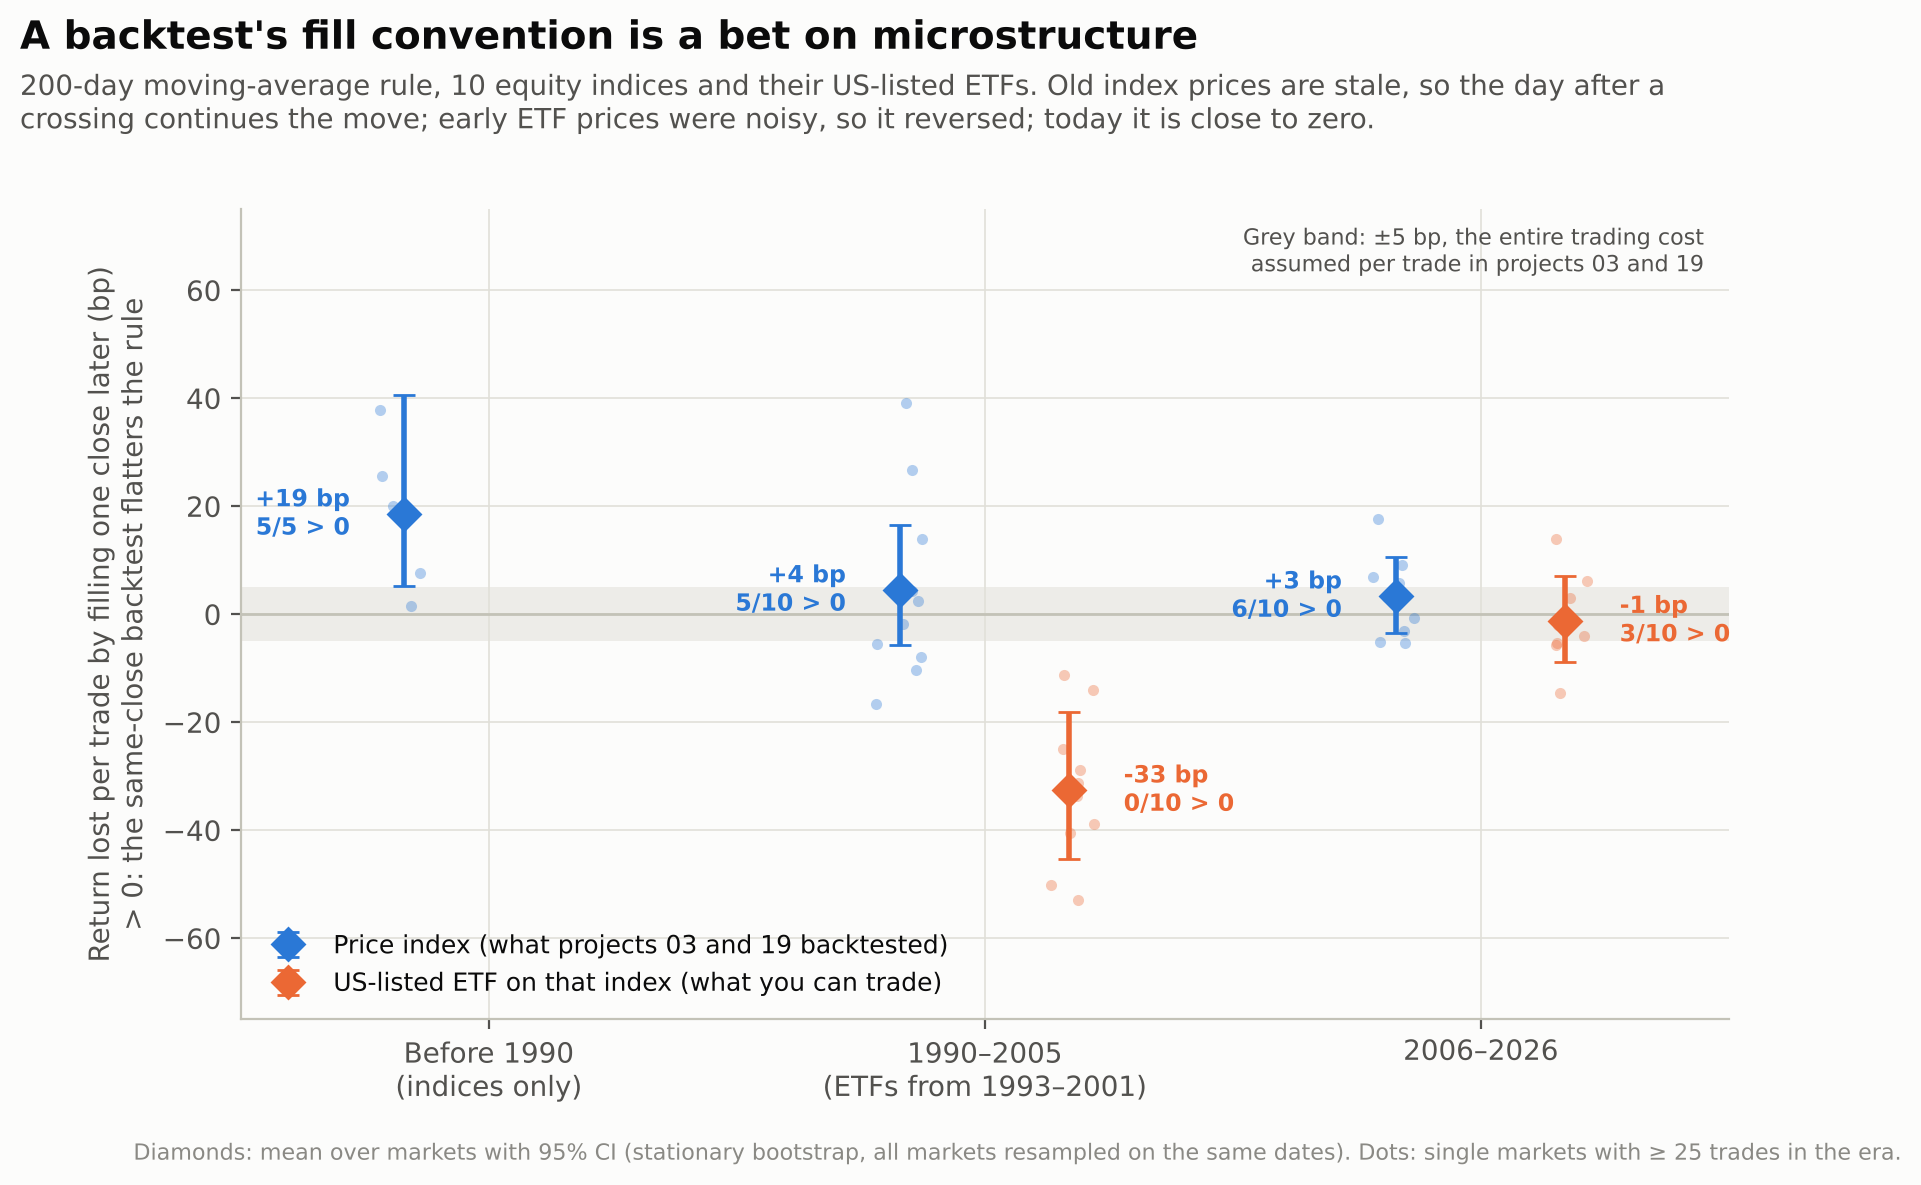 A backtest's fill convention is a bet on microstructure
200-day moving-average rule, 10 equity indices and their US-listed ETFs. Old index prices are stale, so the day after a
crossing continues the move; early ETF prices were noisy, so it reversed; today it is close to zero.
Grey band: ±5 bp, the entire trading cost
assumed per trade in projects 03 and 19
Return lost per trade by filling one close later (bp)
> 0: the same-close backtest flatters the rule
60
40
20
0
−20
−40
−60
+19 bp
5/5 > 0
+4 bp
5/10 > 0
-33 bp
0/10 > 0
+3 bp
6/10 > 0
-1 bp
3/10 > 0
Price index (what projects 03 and 19 backtested)
US-listed ETF on that index (what you can trade)
Before 1990
(indices only)
1990–2005
(ETFs from 1993–2001)
2006–2026
Diamonds: mean over markets with 95% CI (stationary bootstrap, all markets resampled on the same dates). Dots: single markets with ≥ 25 trades in the era.